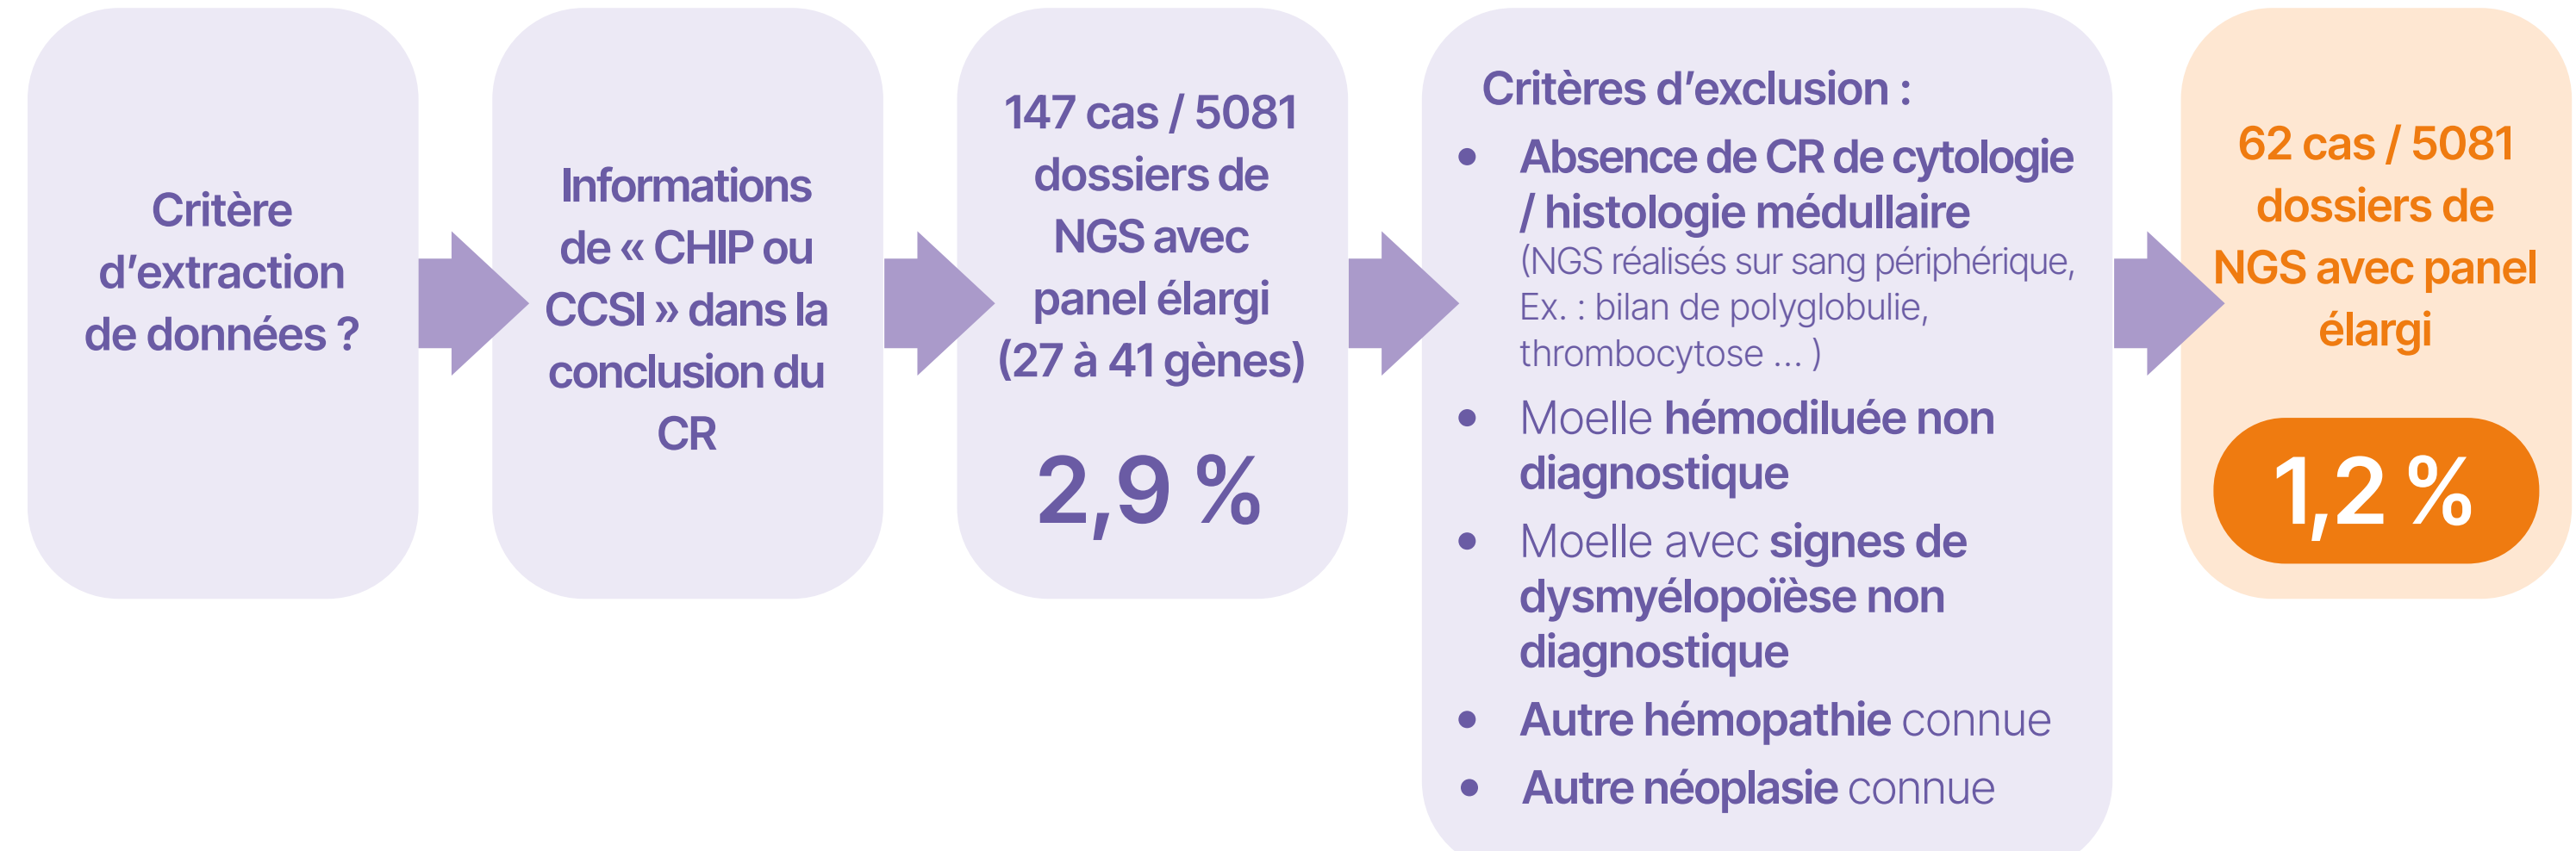 Critère
d’extraction
de données ?
Informations
de « CHIP ou
CCSI » dans la
conclusion du
CR
147 cas / 5081
dossiers de
NGS avec
panel élargi
(27 à 41 gènes)
2,9 %
Critères d’exclusion :
• Absence de CR de cytologie
/ histologie médullaire
(NGS réalisés sur sang périphérique,
Ex. : bilan de polyglobulie,
thrombocytose ... )
• Moelle hémodiluée non
diagnostique
• Moelle avec signes de
dysmyélopoïèse non
diagnostique
• Autre hémopathie connue
• Autre néoplasie connue
62 cas / 5081
dossiers de
NGS avec panel
élargi
1,2 %